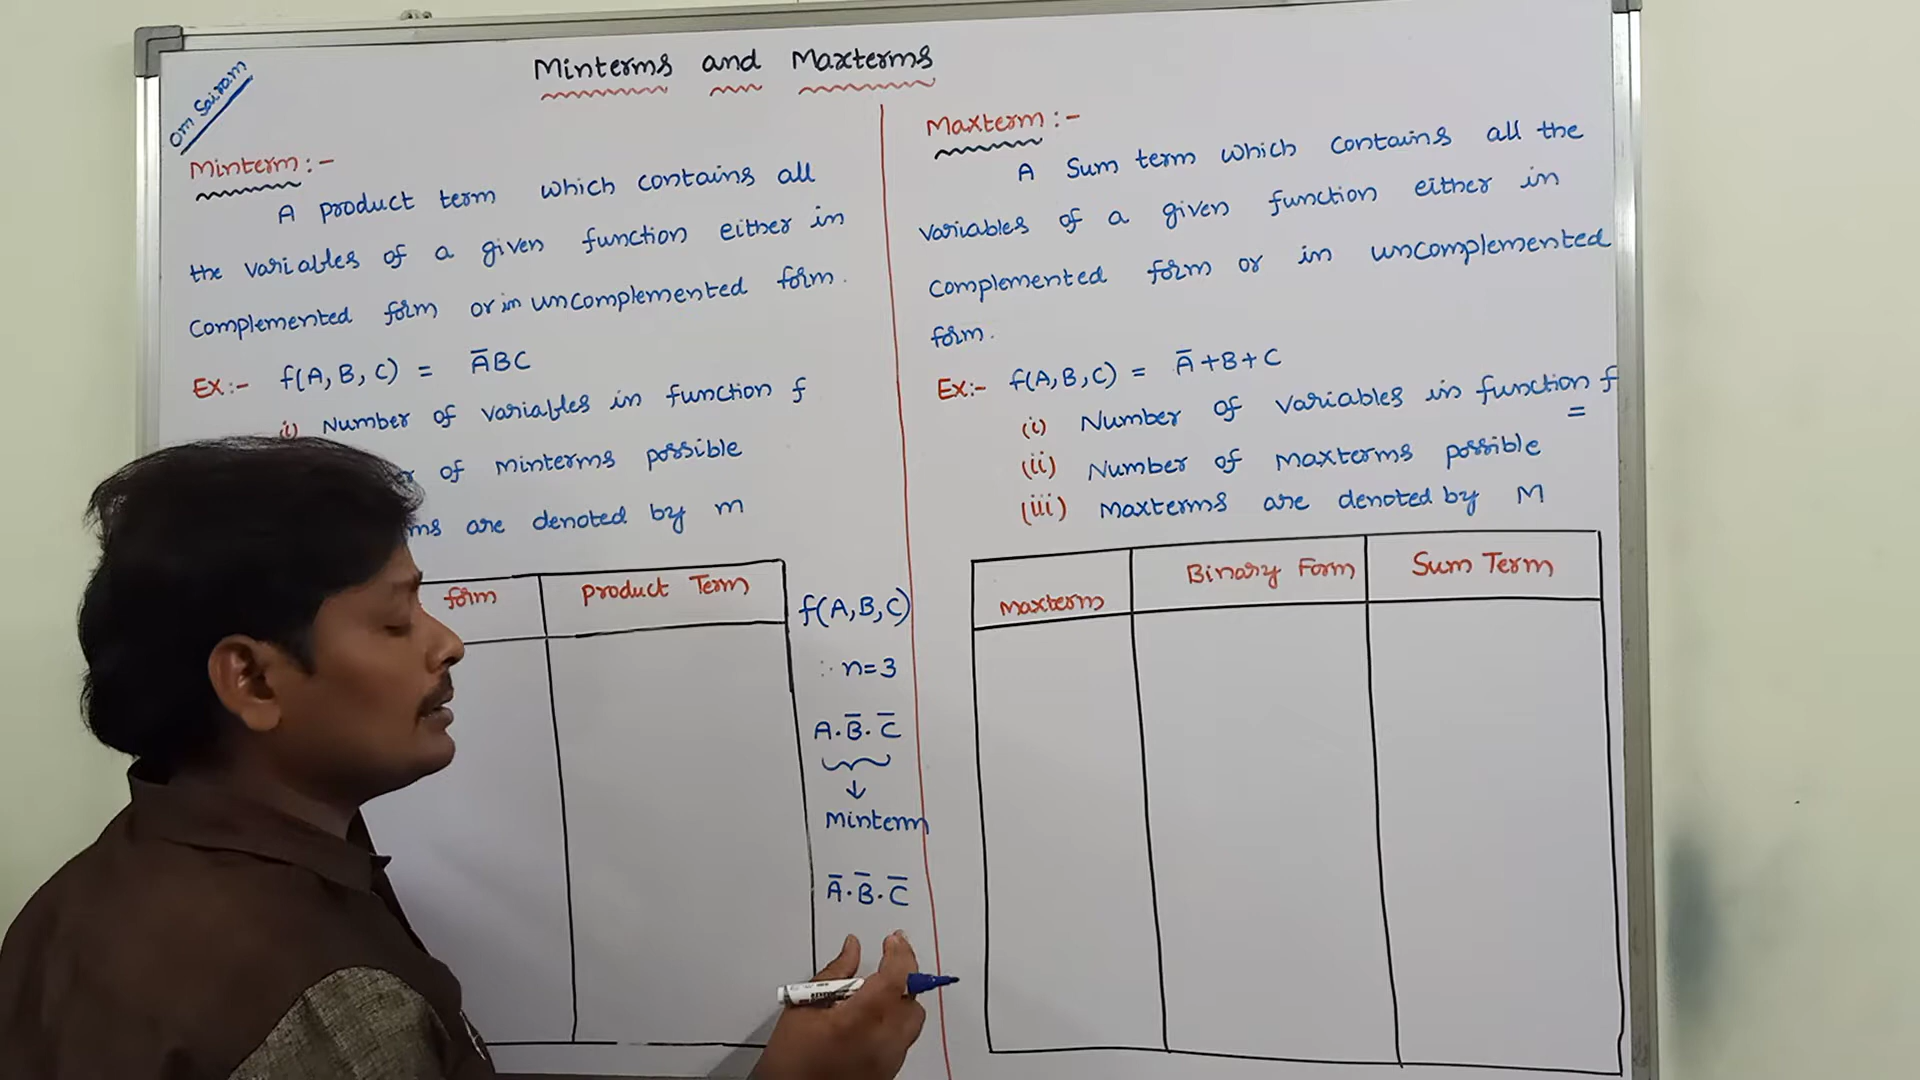 Om Sairam
Minterms and Maxterms
Minterm :-
A product term which contains all
the variables of a given function either in
Complemented form or in uncomplemented form.
Ex:- f(A, B, C) = A̅BC
i) Number of variables in function f
of Minterms possible
are denoted by m
form
product Term
f(A,B,C)
∴ n=3
A.B̅.C̅
↓
Minterm
A̅.B̅.C̅
Maxterm :-
A Sum term which contains all the
variables of a given function either in
Complemented form or in uncomplemented
form.
Ex:- f(A,B,C) = A̅+B+C
(i) Number of variables in function f =
(ii) Number of maxterms possible
(iii) Maxterms are denoted by M
Maxterm
Binary Form
Sum Term